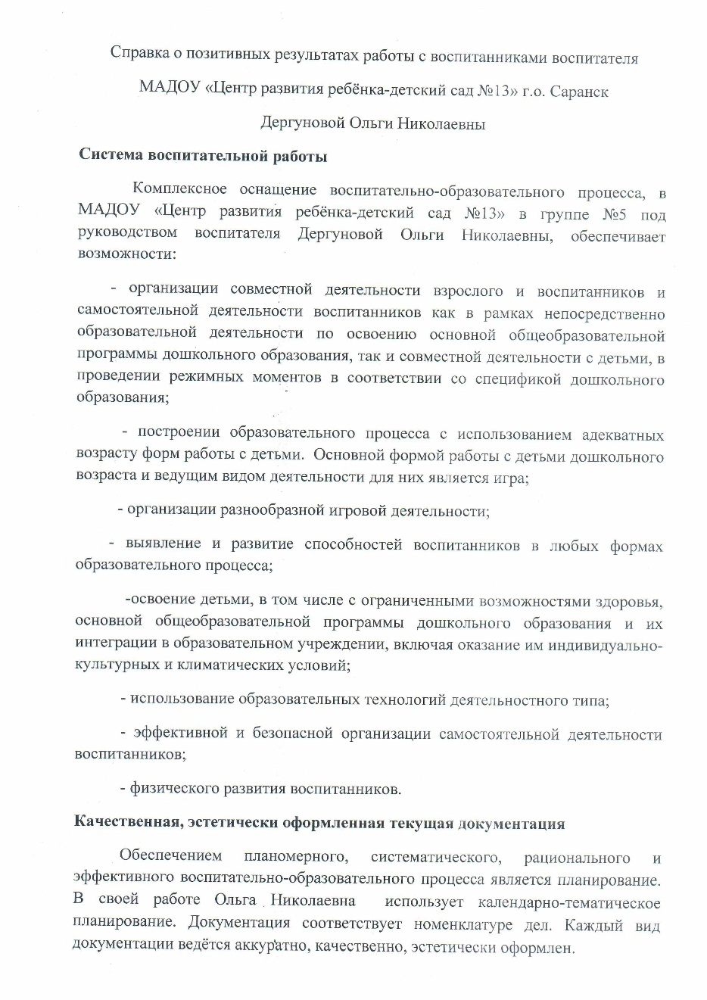 Справка о позитивных результатах работы с воспитанниками воспитателя
МАДОУ «Центр развития ребёнка-детский сад №13» г.о. Саранск
Дергуновой Ольги Николаевны
Система воспитательной работы
Комплексное оснащение воспитательно-образовательного процесса, в
МАДОУ «Центр развития ребёнка-детский сад №13» в группе №5 под
руководством воспитателя Дергуновой Ольги Николаевны, обеспечивает
возможности:
- организации совместной деятельности взрослого и воспитанников и
самостоятельной деятельности воспитанников как в рамках непосредственно
образовательной деятельности по освоению основной общеобразовательной
программы дошкольного образования, так и совместной деятельности с детьми, в
проведении режимных моментов в соответствии со спецификой дошкольного
образования;
- построении образовательного процесса с использованием адекватных
возрасту форм работы с детьми. Основной формой работы с детьми дошкольного
возраста и ведущим видом деятельности для них является игра;
- организации разнообразной игровой деятельности;
- выявление и развитие способностей воспитанников в любых формах
образовательного процесса;
-освоение детьми, в том числе с ограниченными возможностями здоровья,
основной общеобразовательной программы дошкольного образования и их
интеграции в образовательном учреждении, включая оказание им индивидуально-
культурных и климатических условий;
- использование образовательных технологий деятельностного типа;
- эффективной и безопасной организации самостоятельной деятельности
воспитанников;
- физического развития воспитанников.
Качественная, эстетически оформленная текущая документация
Обеспечением планомерного, систематического, рационального и
эффективного воспитательно-образовательного процесса является планирование.
В своей работе Ольга Николаевна использует календарно-тематическое
планирование. Документация соответствует номенклатуре дел. Каждый вид
документации ведётся аккуратно, качественно, эстетически оформлен.